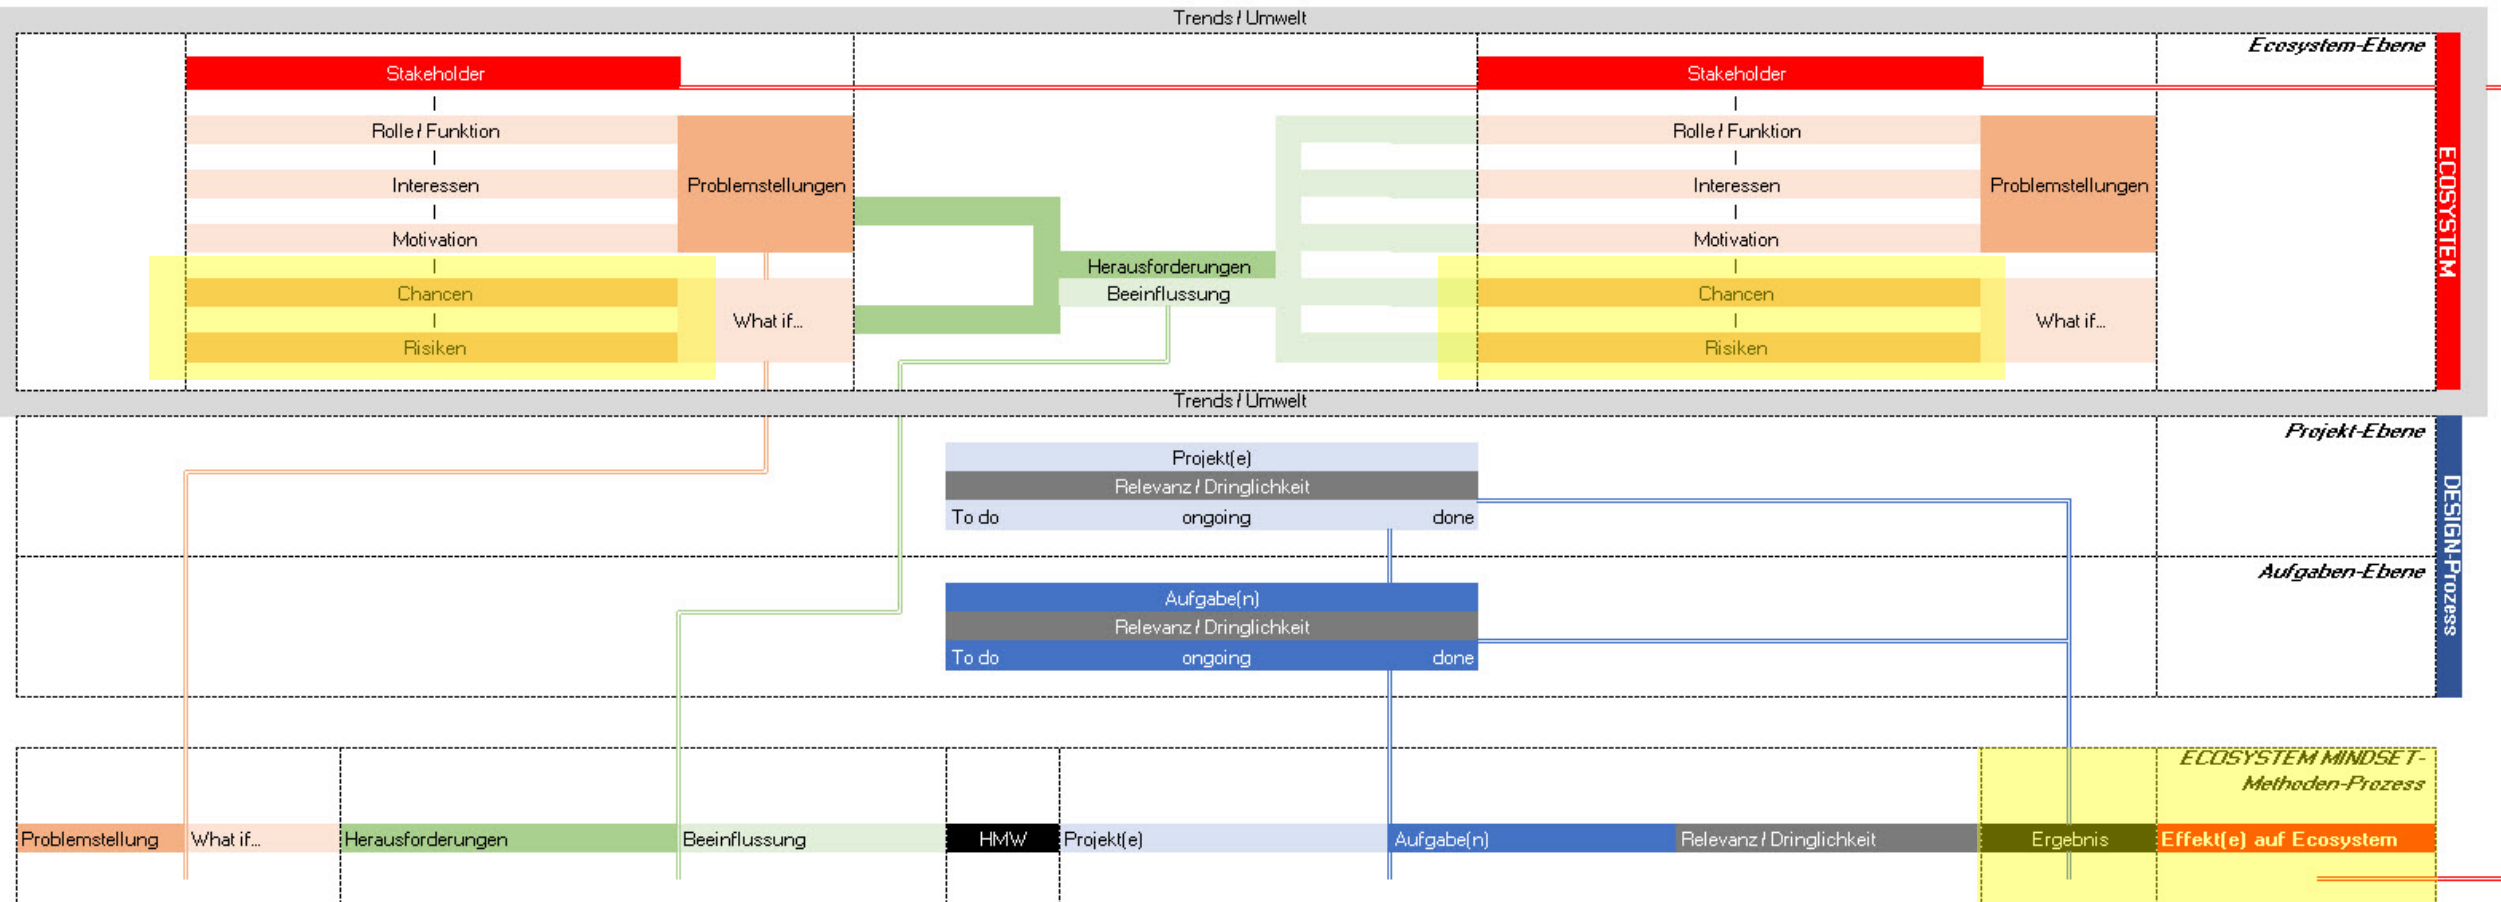 Trends / Umwelt
Ecosystem-Ebene
Stakeholder
Stakeholder
Rolle / Funktion
Rolle / Funktion
Interessen
Problemstellungen
Interessen
Problemstellungen
Motivation
Motivation
Herausforderungen
Chancen
Beeinflussung
Chancen
What if...
What if...
Risiken
Risiken
ECOSYSTEM
Trends / Umwelt
Projekt-Ebene
Projekt(e)
Relevanz / Dringlichkeit
To do ongoing done
Aufgaben-Ebene
Aufgabe(n)
Relevanz / Dringlichkeit
To do ongoing done
DESIGN-Prozess
ECOSYSTEM MINDSET-
Methoden-Prozess
Problemstellung What if... Herausforderungen Beeinflussung HMW Projekt(e) Aufgabe(n) Relevanz / Dringlichkeit Ergebnis Effekt(e) auf Ecosystem